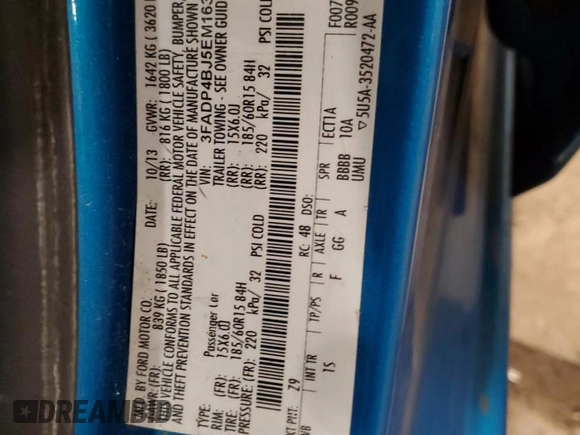 BY FORD MOTOR CO.
DATE: 10/13 GVWR: 1642 KG ( 3620 LB
(FR): 839 KG ( 1850 LB) (RR): 816 KG ( 1800 LB)
VEHICLE CONFORMS TO ALL APPLICABLE FEDERAL MOTOR VEHICLE SAFETY, BUMPER,
AND THEFT PREVENTION STANDARDS IN EFFECT ON THE DATE OF MANUFACTURE SHOWN
VIN: 3FADP4BJ5EM163
TYPE: Passenger Car TRAILER TOWING - SEE OWNER GUIDE
RIM: (FR): 15X6.0J (RR): 15X6.0J
TIRE: (FR): 185/60R15 84H (RR): 185/60R15 84H
PRESSURE: (FR): 220 kPa/ 32 PSI COLD (RR): 220 kPa/ 32 PSI COLD
EXT PNT: Z9 RC: 48 DSO: F007
R009
INT TR TP/PS R AXLE TR SPR ECT1A
TS F GG A BBBB 10A
UMU
▽5U5A-3520472-AA
DREAMBID